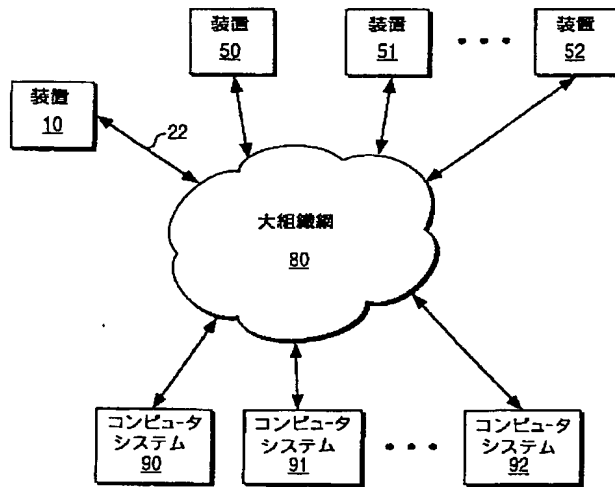 装置
50
装置
51
装置
52
装置
10
22
大組織網
80
コンピュータ
システム
90
コンピュータ
システム
91
コンピュータ
システム
92